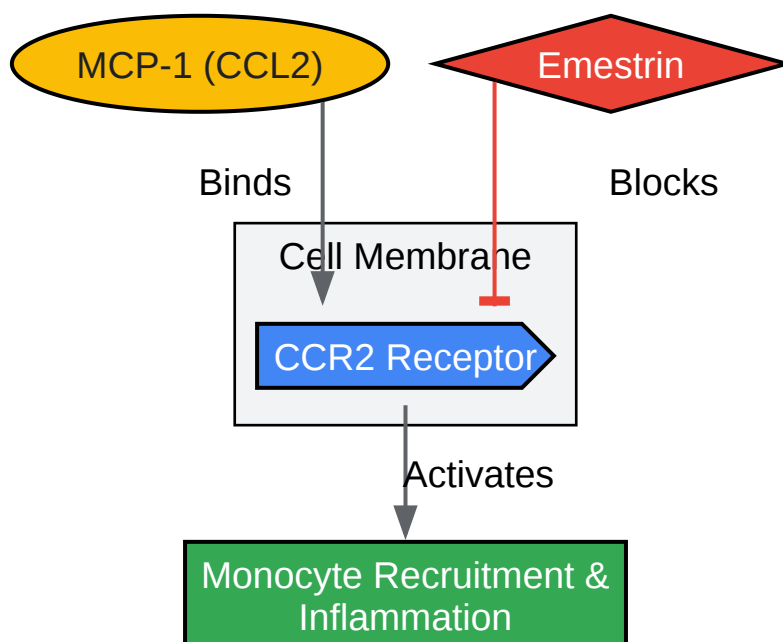 MCP-1 (CCL2)
Emestrin
Binds
Blocks
Cell Membrane
CCR2 Receptor
Activates
Monocyte Recruitment &
Inflammation